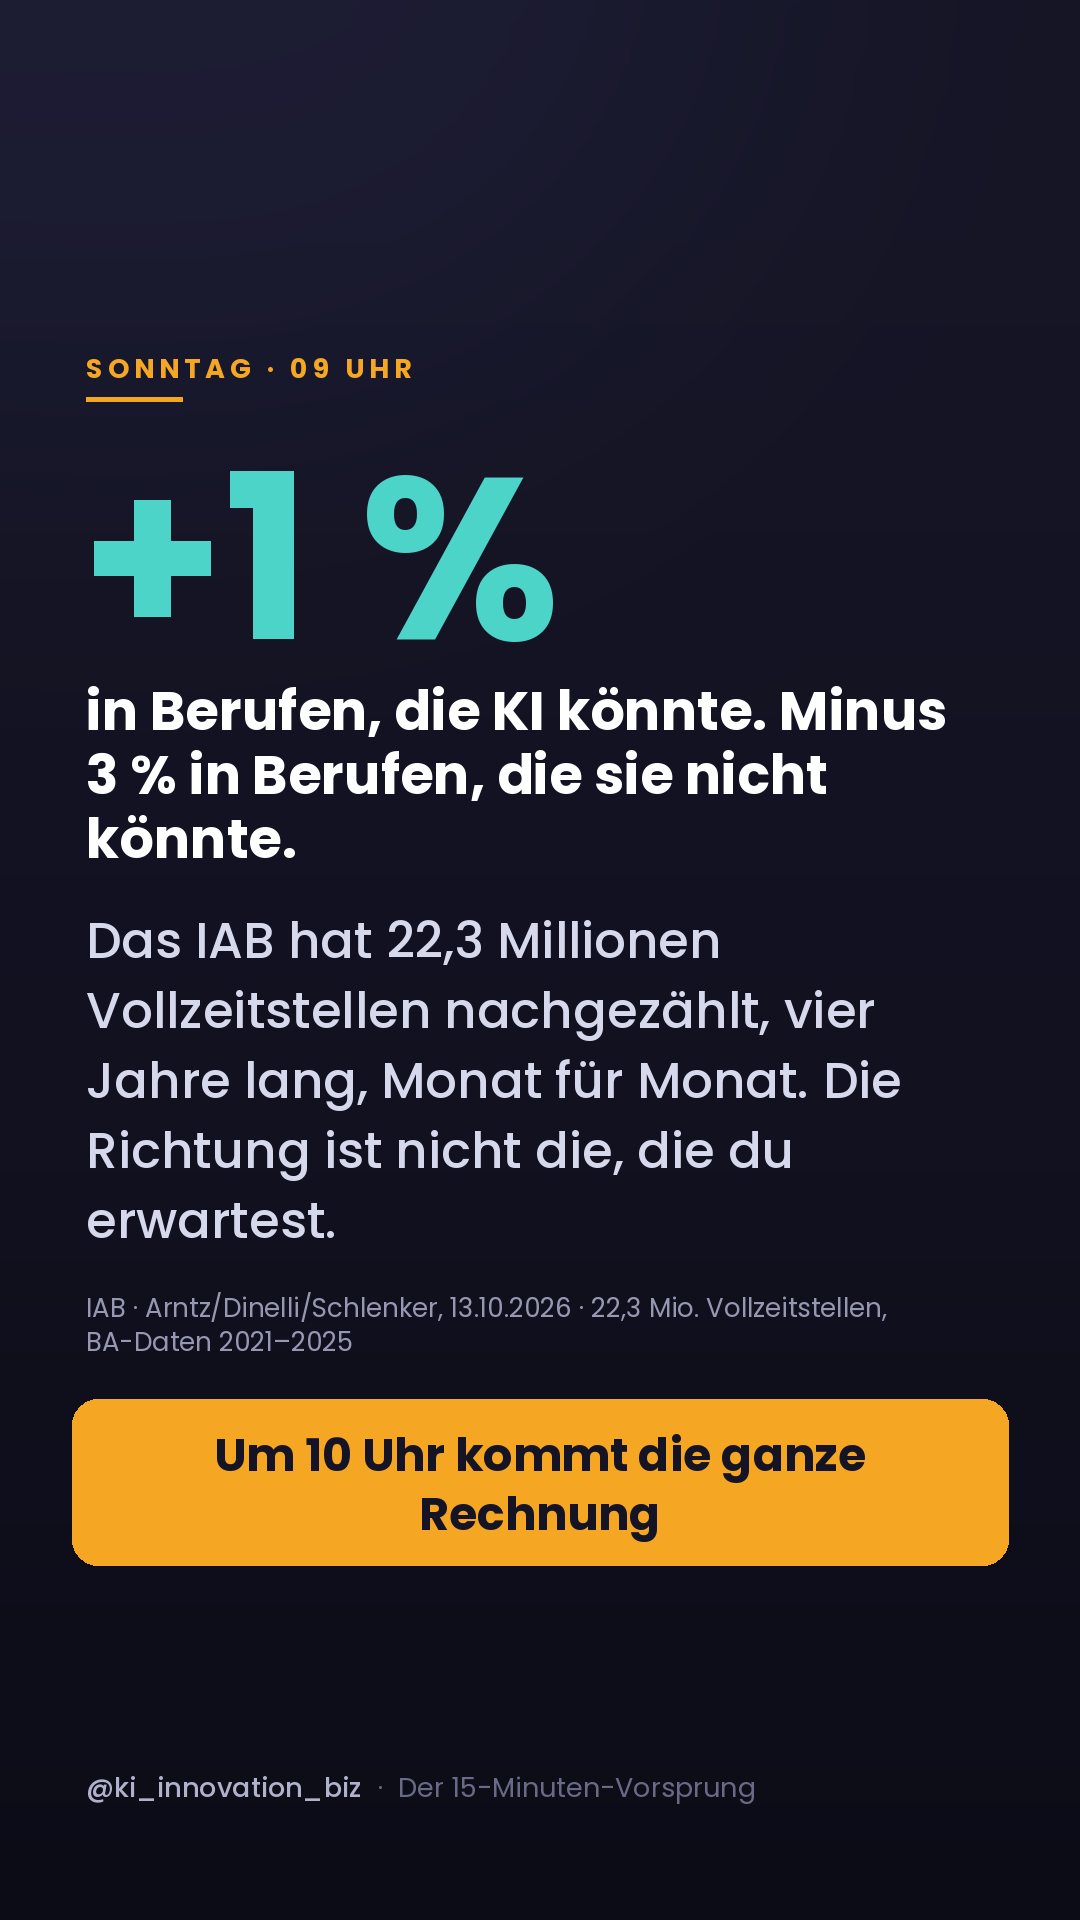 SONNTAG · 09 UHR
+1 %
in Berufen, die KI könnte. Minus
3 % in Berufen, die sie nicht
könnte.
Das IAB hat 22,3 Millionen
Vollzeitstellen nachgezählt, vier
Jahre lang, Monat für Monat. Die
Richtung ist nicht die, die du
erwartest.
IAB · Arntz/Dinelli/Schlenker, 13.10.2026 · 22,3 Mio. Vollzeitstellen,
BA-Daten 2021–2025
Um 10 Uhr kommt die ganze
Rechnung
@ki_innovation_biz · Der 15-Minuten-Vorsprung